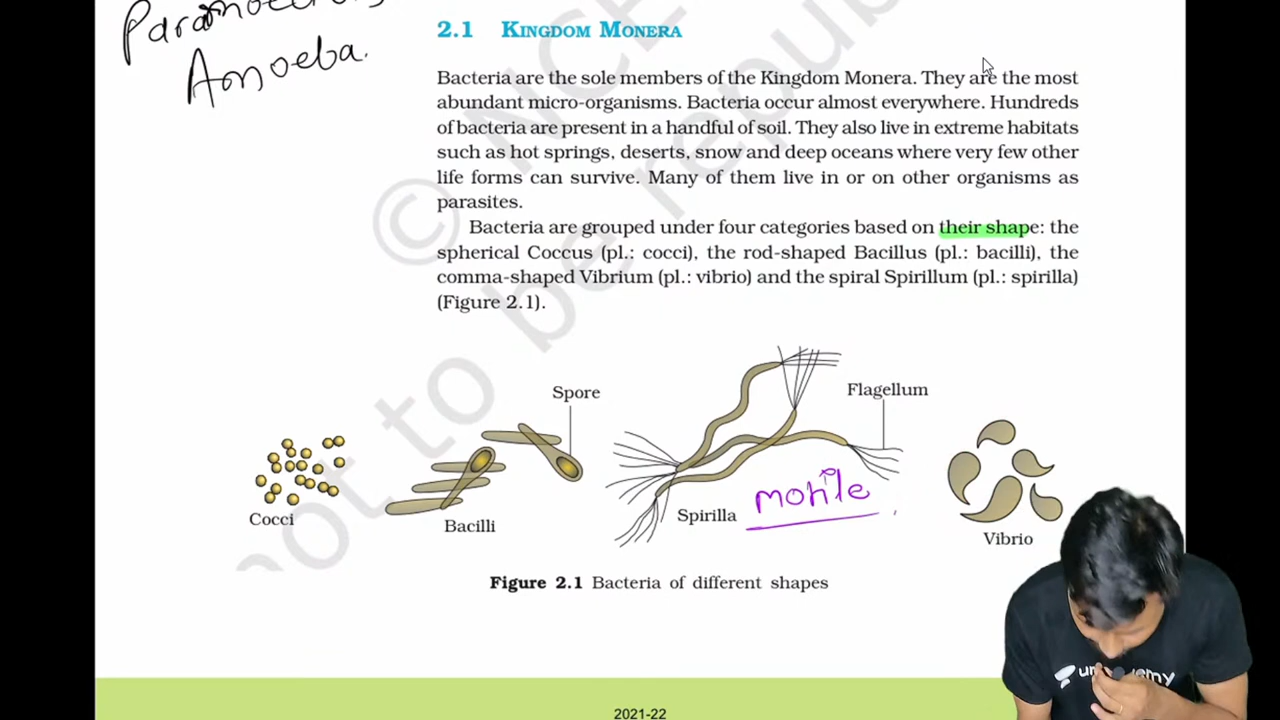 Amoeba.
2.1 KINGDOM MONERA
Bacteria are the sole members of the Kingdom Monera. They are the most
abundant micro-organisms. Bacteria occur almost everywhere. Hundreds
of bacteria are present in a handful of soil. They also live in extreme habitats
such as hot springs, deserts, snow and deep oceans where very few other
life forms can survive. Many of them live in or on other organisms as
parasites.
Bacteria are grouped under four categories based on their shape: the
spherical Coccus (pl.: cocci), the rod-shaped Bacillus (pl.: bacilli), the
comma-shaped Vibrium (pl.: vibrio) and the spiral Spirillum (pl.: spirilla)
(Figure 2.1).
Spore
Flagellum
Cocci
Bacilli
Spirilla
motile
Vibrio
Figure 2.1 Bacteria of different shapes
2021-22
© NCE
not to be republ